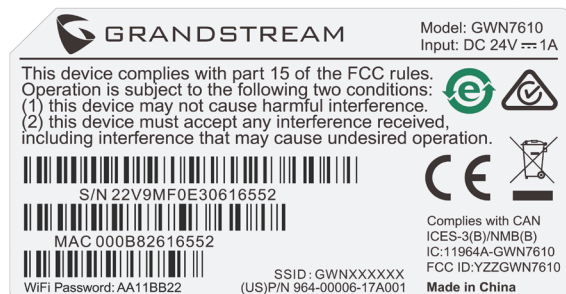 GRANDSTREAM
Model: GWN7610
Input: DC 24V ⎓ 1A
This device complies with part 15 of the FCC rules.
Operation is subject to the following two conditions:
(1) this device may not cause harmful interference.
(2) this device must accept any interference received,
including interference that may cause undesired operation.
e
CE
S/N 22V9MF0E30616552
MAC 000B82616552
WiFi Password: AA11BB22
SSID : GWNXXXXXX
(US)P/N 964-00006-17A001
Complies with CAN
ICES-3(B)/NMB(B)
IC:11964A-GWN7610
FCC ID:YZZGWN7610
Made in China